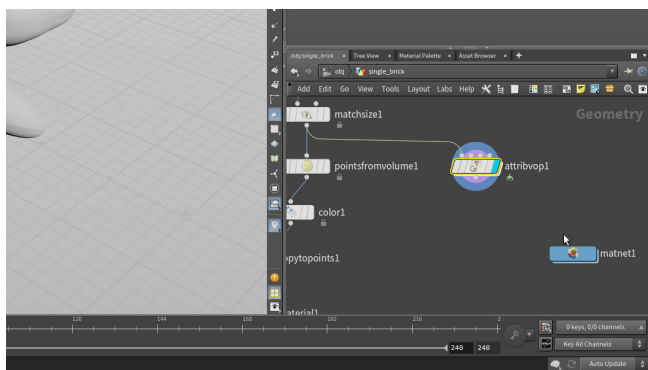 /obj/single_brick
Tree View
Material Palette
Asset Browser
obj
single_brick
Add Edit Go View Tools Layout Labs Help
Geometry
matchsize1
pointsfromvolume1
attribvop1
color1
matnet1
pytopoints1
aterial1
120 144 168 192 216 2
0 keys, 0/0 channels
240 240
Key All Channels
Auto Update